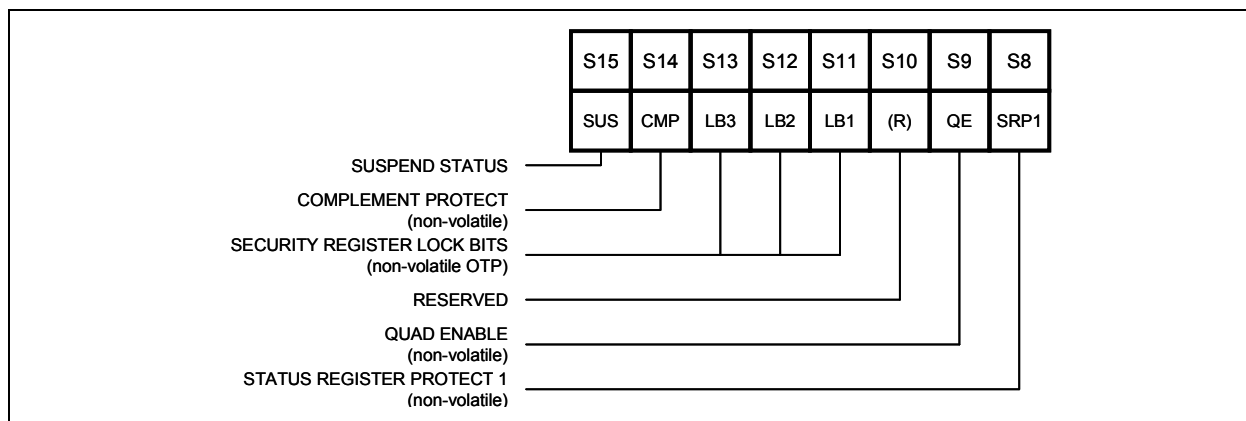 S15 S14 S13 S12 S11 S10 S9 S8
SUS CMP LB3 LB2 LB1 (R) QE SRP1
SUSPEND STATUS
COMPLEMENT PROTECT
(non-volatile)
SECURITY REGISTER LOCK BITS
(non-volatile OTP)
RESERVED
QUAD ENABLE
(non-volatile)
STATUS REGISTER PROTECT 1
(non-volatile)